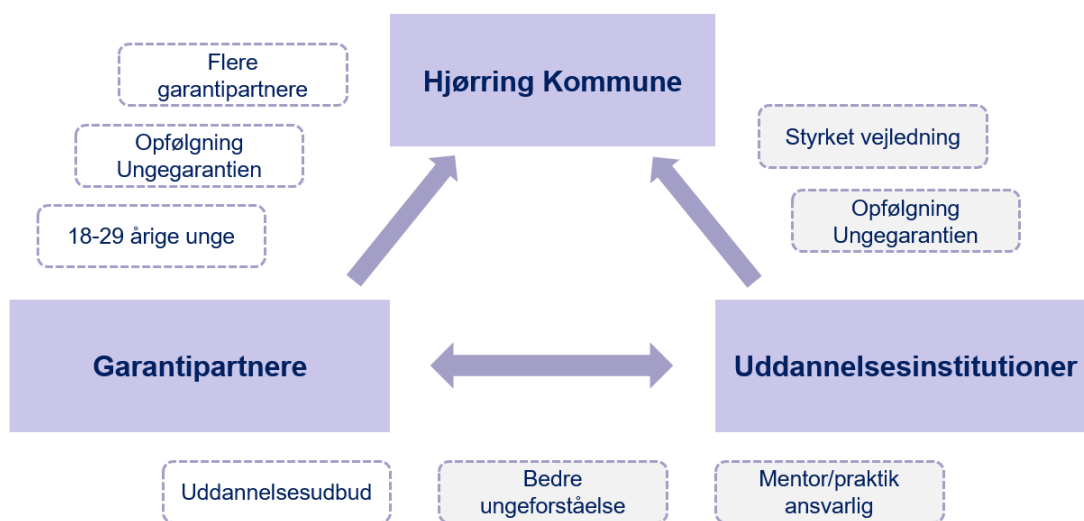 Flere
garantipartnere
Hjørring Kommune
Opfølgning
Ungegarantien
Styrket vejledning
18-29 årige unge
Opfølgning
Ungegarantien
Garantipartnere
Uddannelsesinstitutioner
Uddannelsesudbud
Bedre
ungeforståelse
Mentor/praktik
ansvarlig